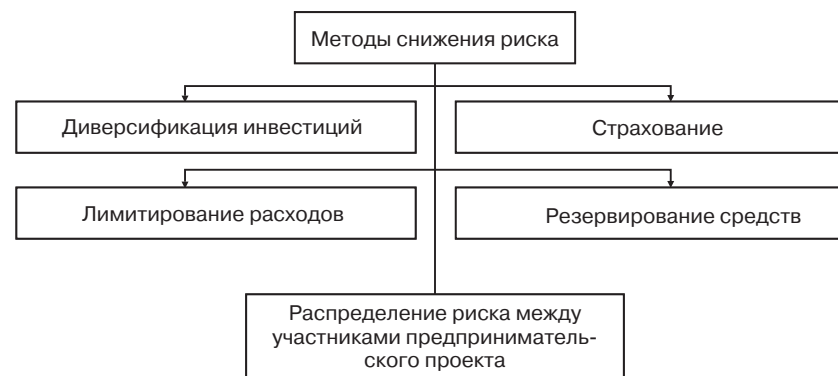 Методы снижения риска
Диверсификация инвестиций
Страхование
Лимитирование расходов
Резервирование средств
Распределение риска между
участниками предприниматель-
ского проекта